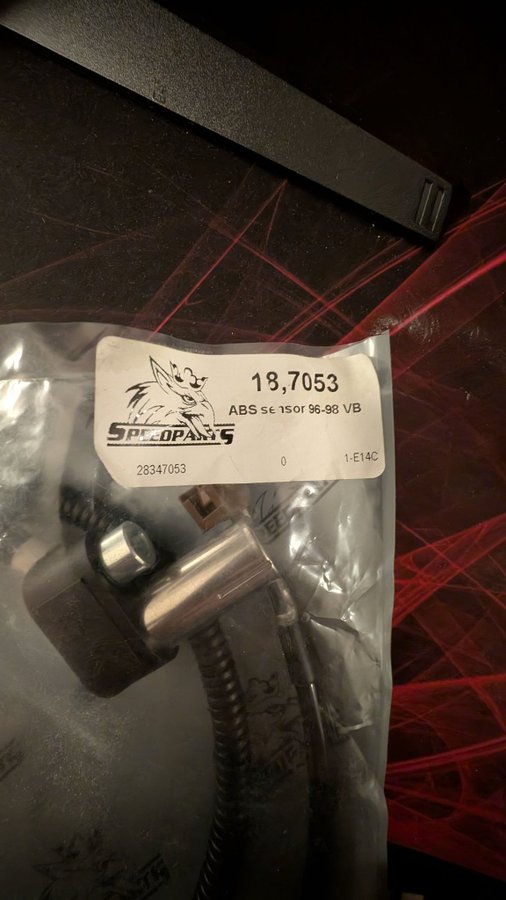 18,7053
ABS sensor 96-98 VB
SPEEDPARTS
28347053 0 1-E14C